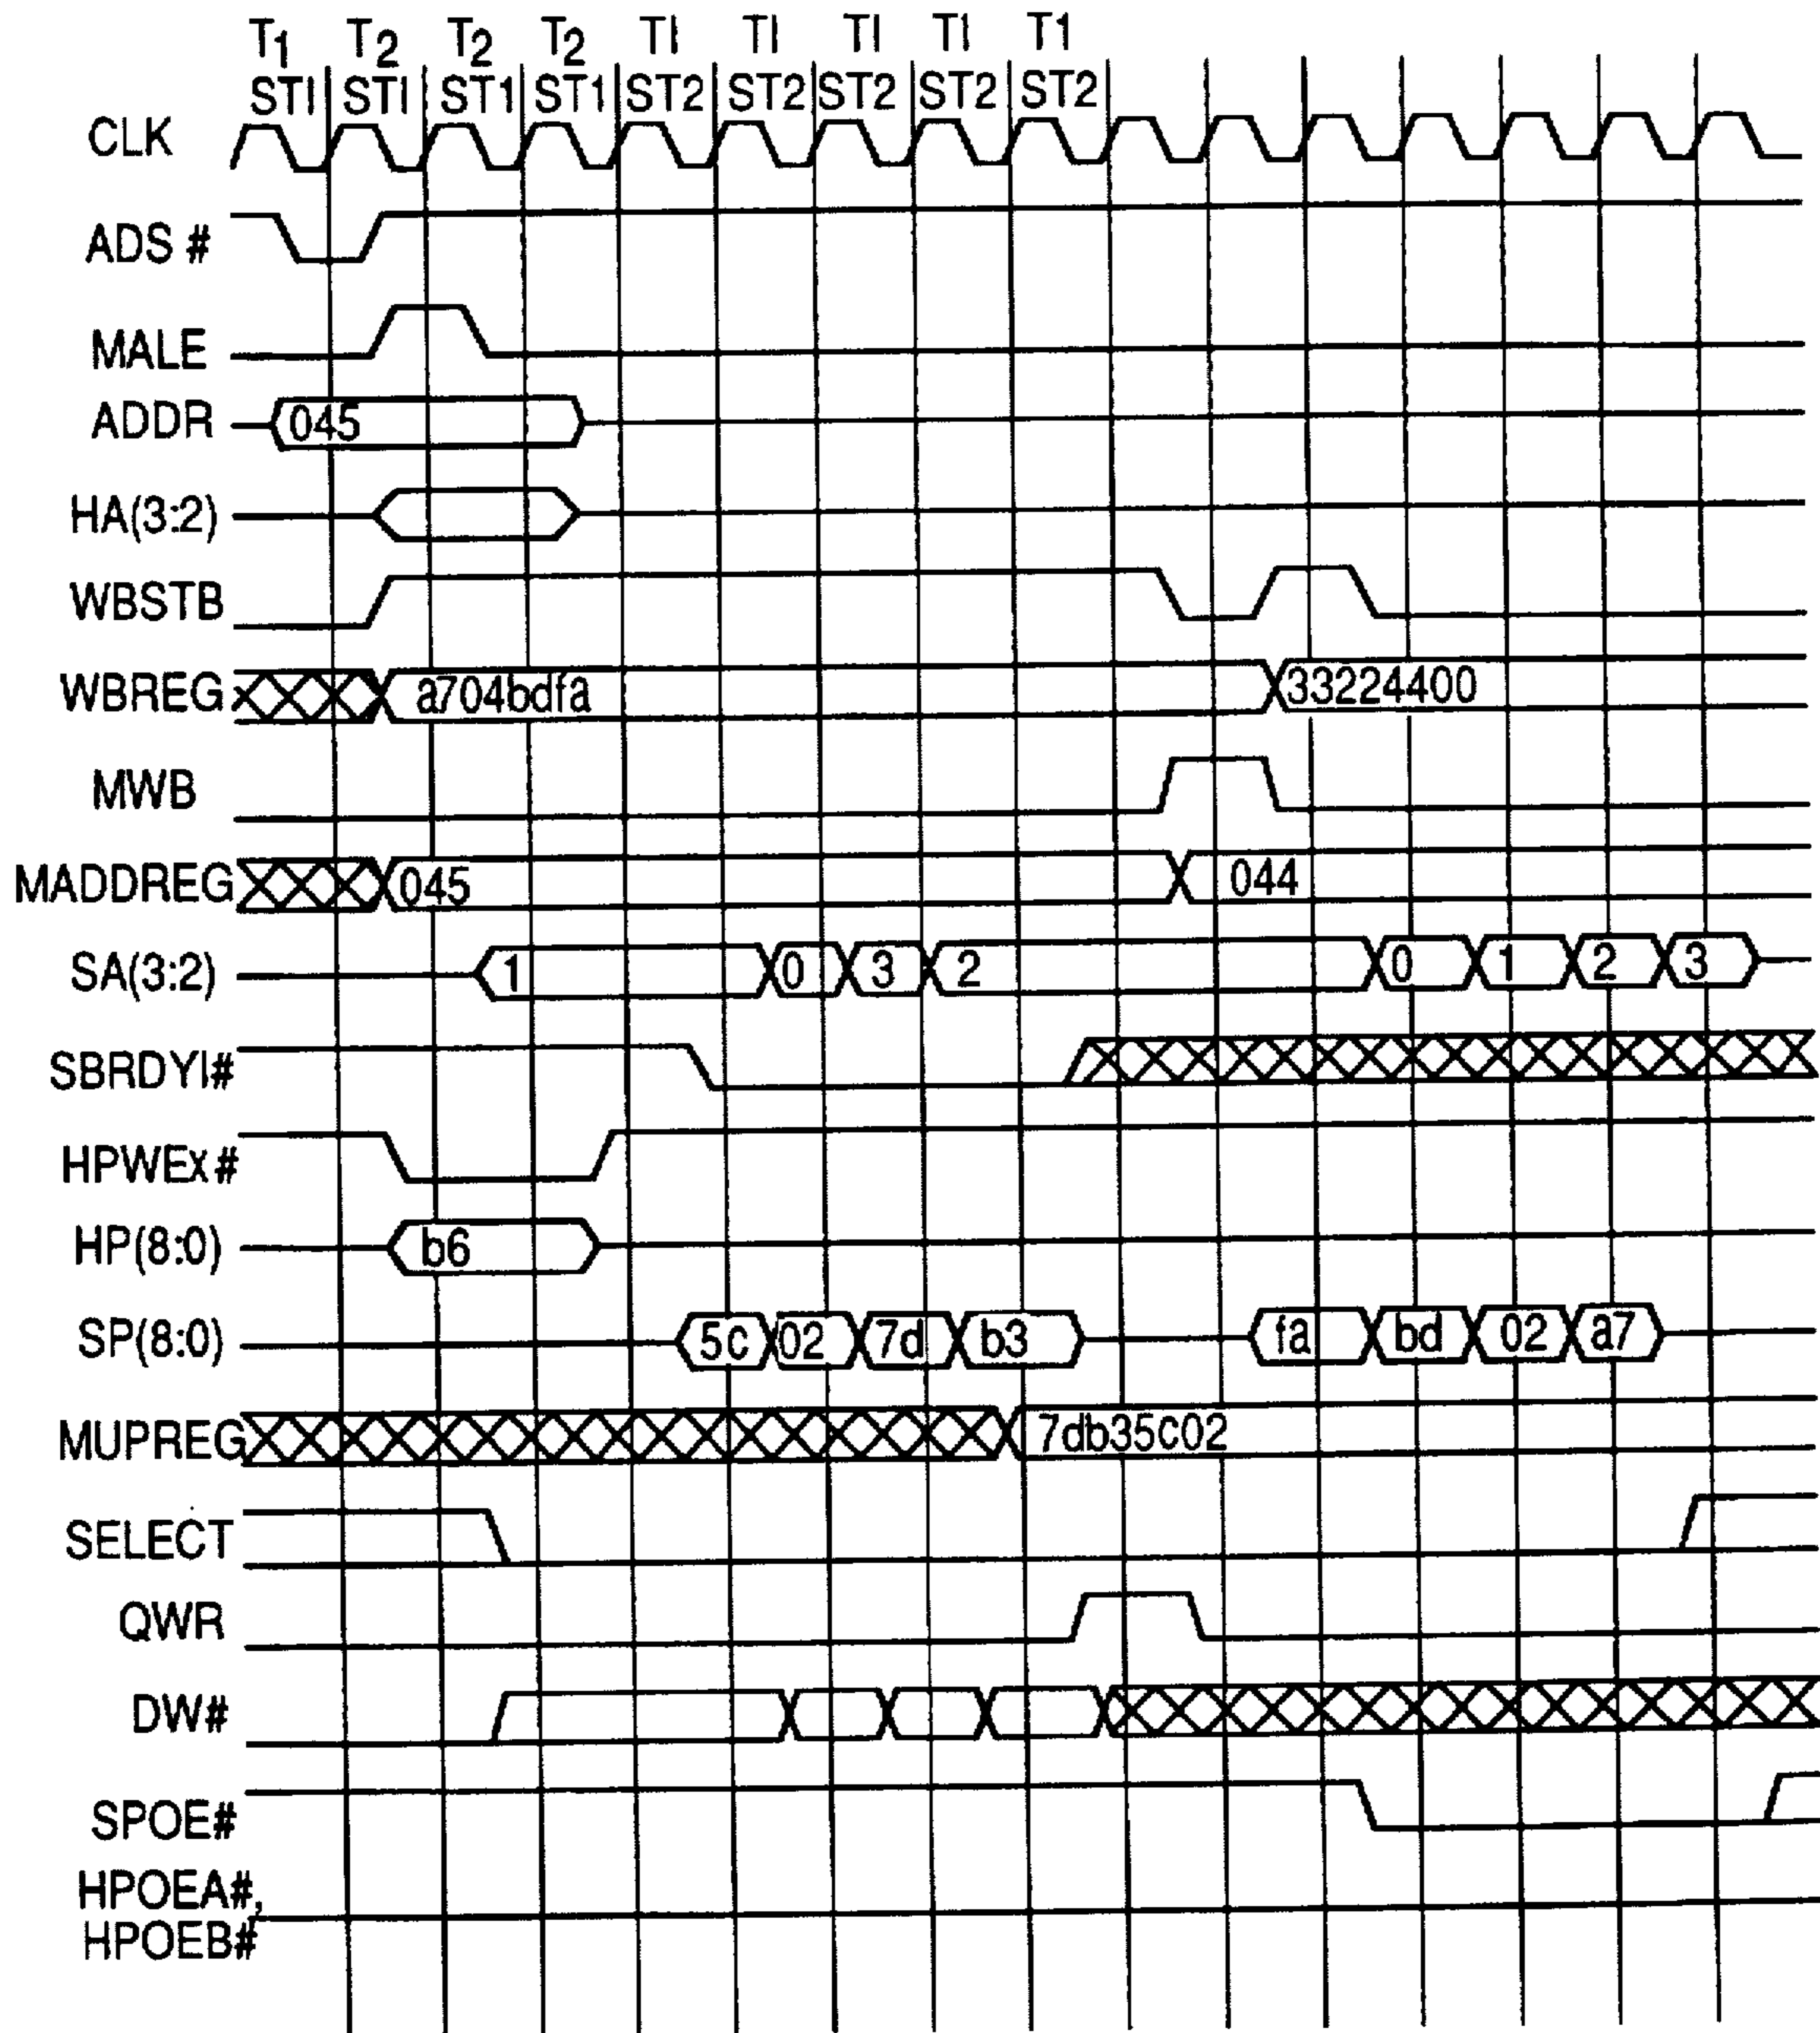 T1 T2 T2 T2 TI TI TI TI T1
STI STI ST1 ST1 ST2 ST2 ST2 ST2 ST2
CLK
ADS #
MALE
ADDR 045
HA(3:2)
WBSTB
WBREG a704bdfa 33224400
MWB
MADDREG 045 044
SA(3:2) 1 0 3 2 0 1 2 3
SBRDYI#
HPWEx#
HP(8:0) b6
SP(8:0) 5c 02 7d b3 fa bd 02 a7
MUPREG 7db35c02
SELECT
QWR
DW#
SPOE#
HPOEA#,
HPOEB#